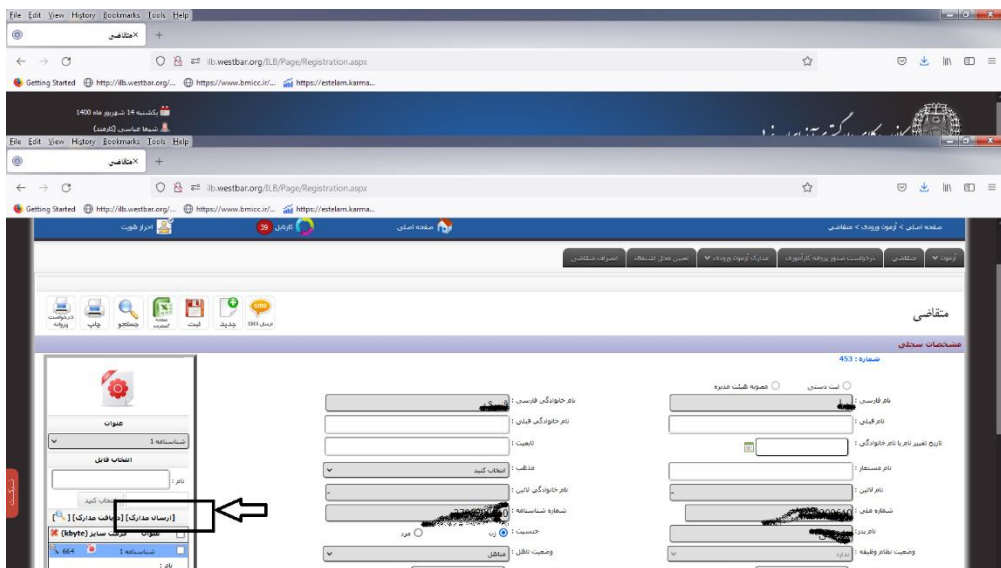 File Edit View History Bookmarks Tools Help
متقاضی
ilb.westbar.org/ILB/Page/Registration.aspx
Getting Started http://ilb.westbar.org/... https://www.bmicc.ir/... https://estelam.karma...
یکشنبه 14 شهریور ماه 1400
شیما عباسی (کارمند)
File Edit View History Bookmarks Tools Help
متقاضی
ilb.westbar.org/ILB/Page/Registration.aspx
Getting Started http://ilb.westbar.org/... https://www.bmicc.ir/... https://estelam.karma...
صفحه اصلی > آزمون ورودی > متقاضی صفحه اصلی کارتابل 39 احراز هویت
آزمون متقاضی درخواست صدور پروانه کارآموزی مدارک آزمون ورودی تعیین محل اشتغال انصراف متقاضی
متقاضی
ارسال SMS جدید ثبت صفحه گسترده جستجو چاپ درخواست پروانه
مشخصات سجلی
شماره : 453
ثبت دستی مصوبه هیئت مدیره
نام فارسی : نام خانوادگی فارسی :
نام قبلی : نام خانوادگی قبلی :
تاریخ تغییر نام یا نام خانوادگی : تابعیت :
نام مستعار : مذهب : انتخاب کنید
نام لاتین : - نام خانوادگی لاتین : -
شماره ملی : شماره شناسنامه :
نام پدر: جنسیت : زن مرد
وضعیت نظام وظیفه : ندارد وضعیت تاهل : متاهل
عنوان
شناسنامه 1
انتخاب فایل
نام :
انتخاب کنید
[ارسال مدارک] [دریافت مدارک] [ ]
عنوان فرمت سایز (kbyte)
شناسنامه 1 664
نام :
تیکت